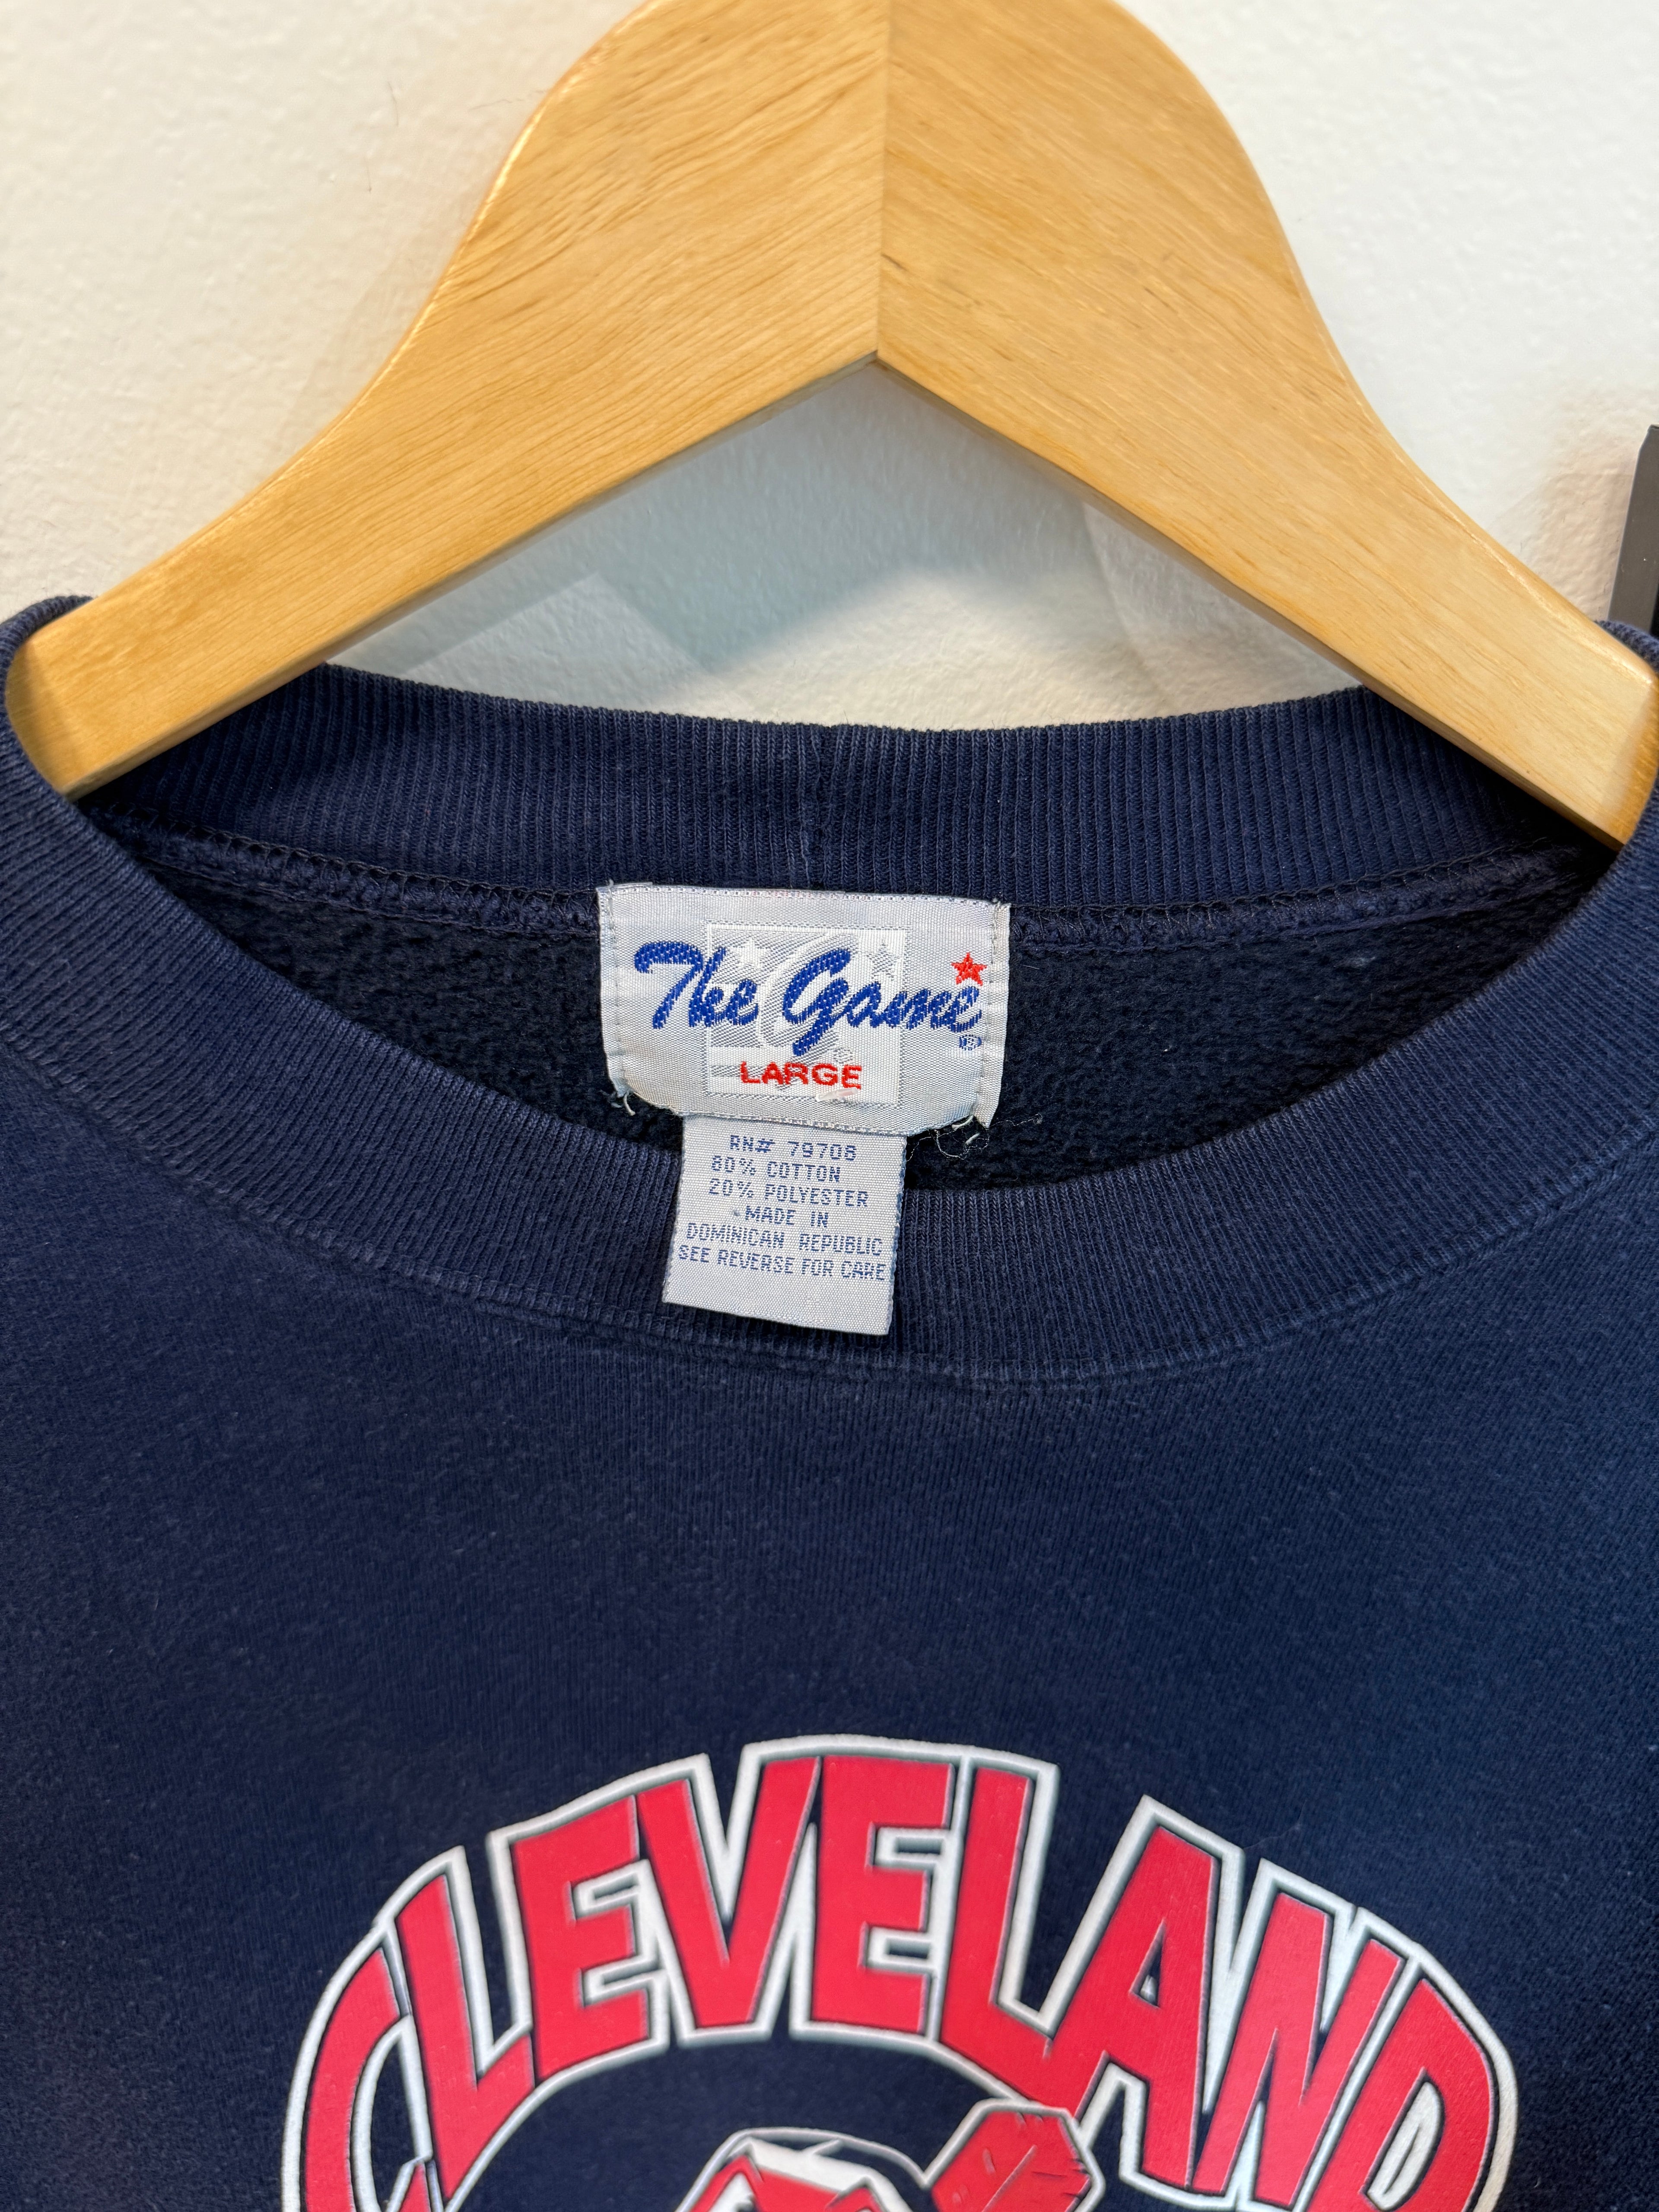 The Game
®
LARGE
RN# 79708
80% COTTON
20% POLYESTER
MADE IN
DOMINICAN REPUBLIC
SEE REVERSE FOR CARE
CLEVELAND